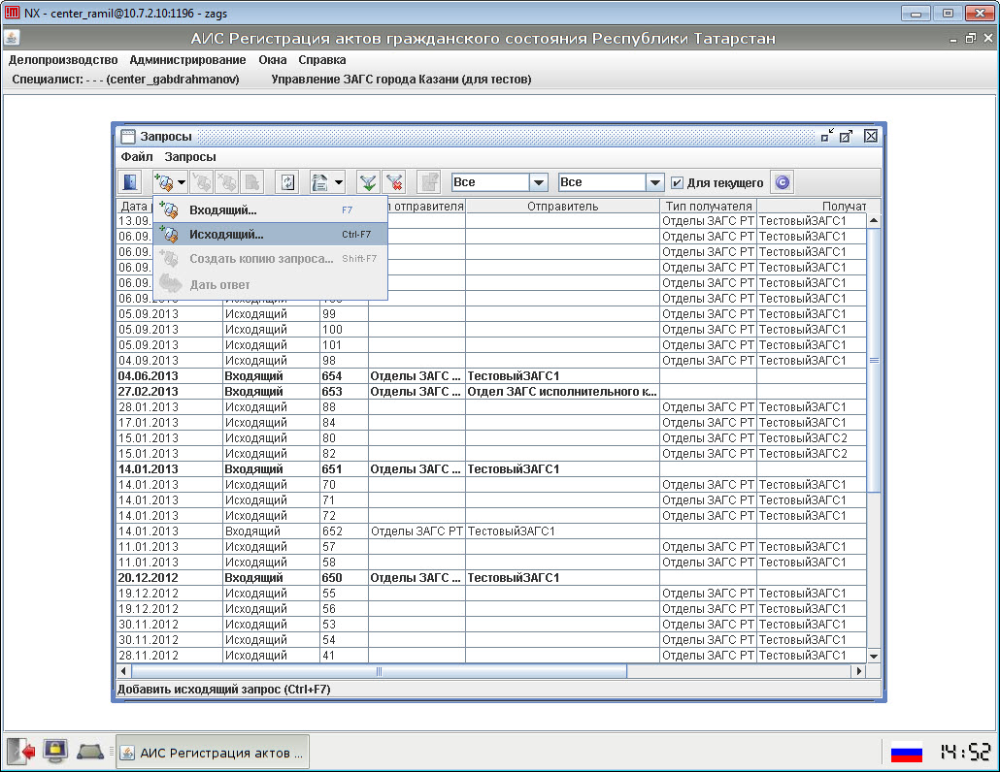 NX - center_ramil@10.7.2.10:1196 - zags
АИС Регистрация актов гражданского состояния Республики Татарстан
Делопроизводство Администрирование Окна Справка
Специалист: - - - (center_gabdrahmanov) Управление ЗАГС города Казани (для тестов)
Запросы
Файл Запросы
Все Все Для текущего
Дата отправителя Отправитель Тип получателя Получат
Входящий... F7
Исходящий... Ctrl-F7
Создать копию запроса... Shift-F7
Дать ответ
13.09. Отделы ЗАГС РТ ТестовыйЗАГС1
06.09. Отделы ЗАГС РТ ТестовыйЗАГС1
06.09. Отделы ЗАГС РТ ТестовыйЗАГС1
06.09. Отделы ЗАГС РТ ТестовыйЗАГС1
06.09. Отделы ЗАГС РТ ТестовыйЗАГС1
06.09. Отделы ЗАГС РТ ТестовыйЗАГС1
05.09.2013 Исходящий 99 Отделы ЗАГС РТ ТестовыйЗАГС1
05.09.2013 Исходящий 100 Отделы ЗАГС РТ ТестовыйЗАГС1
05.09.2013 Исходящий 101 Отделы ЗАГС РТ ТестовыйЗАГС1
04.09.2013 Исходящий 98 Отделы ЗАГС РТ ТестовыйЗАГС1
04.06.2013 Входящий 654 Отделы ЗАГС ... ТестовыйЗАГС1
27.02.2013 Входящий 653 Отделы ЗАГС ... Отдел ЗАГС исполнительного к...
28.01.2013 Исходящий 88 Отделы ЗАГС РТ ТестовыйЗАГС1
17.01.2013 Исходящий 84 Отделы ЗАГС РТ ТестовыйЗАГС1
15.01.2013 Исходящий 80 Отделы ЗАГС РТ ТестовыйЗАГС2
15.01.2013 Исходящий 82 Отделы ЗАГС РТ ТестовыйЗАГС2
14.01.2013 Входящий 651 Отделы ЗАГС ... ТестовыйЗАГС1
14.01.2013 Исходящий 70 Отделы ЗАГС РТ ТестовыйЗАГС1
14.01.2013 Исходящий 71 Отделы ЗАГС РТ ТестовыйЗАГС1
14.01.2013 Исходящий 72 Отделы ЗАГС РТ ТестовыйЗАГС1
14.01.2013 Входящий 652 Отделы ЗАГС РТ ТестовыйЗАГС1
11.01.2013 Исходящий 57 Отделы ЗАГС РТ ТестовыйЗАГС1
11.01.2013 Исходящий 58 Отделы ЗАГС РТ ТестовыйЗАГС1
20.12.2012 Входящий 650 Отделы ЗАГС ... ТестовыйЗАГС1
19.12.2012 Исходящий 55 Отделы ЗАГС РТ ТестовыйЗАГС1
19.12.2012 Исходящий 56 Отделы ЗАГС РТ ТестовыйЗАГС1
30.11.2012 Исходящий 53 Отделы ЗАГС РТ ТестовыйЗАГС1
30.11.2012 Исходящий 54 Отделы ЗАГС РТ ТестовыйЗАГС1
28.11.2012 Исходящий 41 Отделы ЗАГС РТ ТестовыйЗАГС1
Добавить исходящий запрос (Ctrl+F7)
АИС Регистрация актов ...
14:52